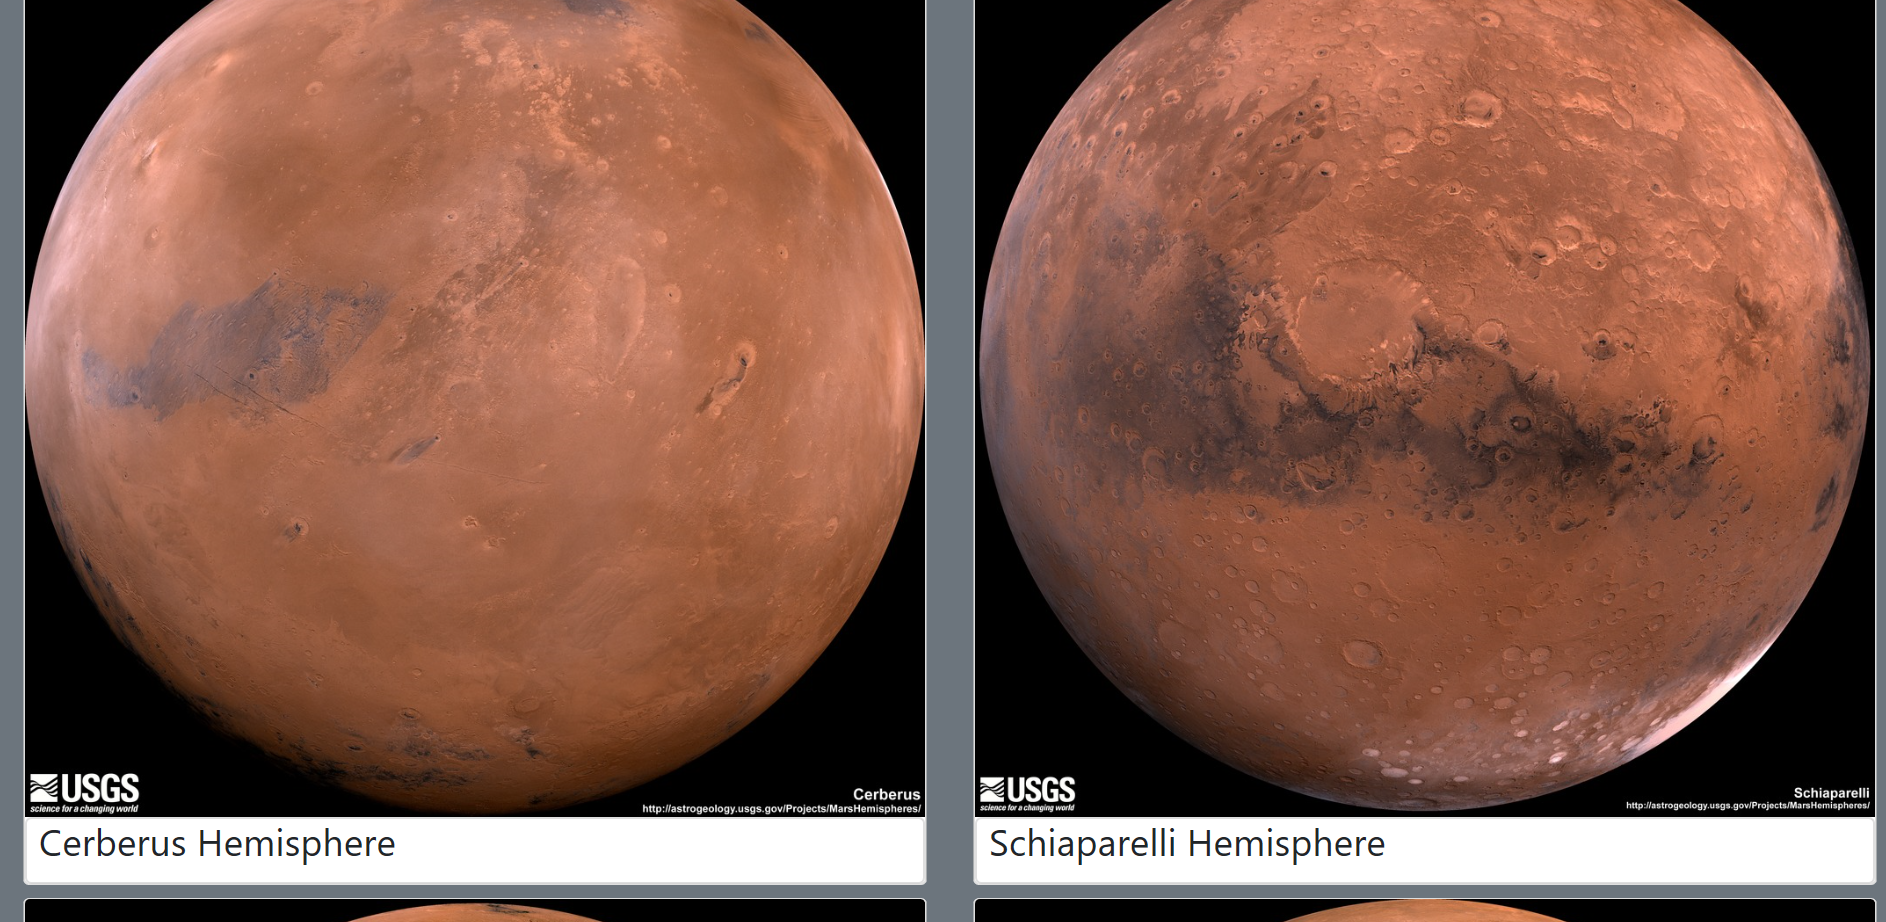 USGS
science for a changing world
Cerberus
http://astrogeology.usgs.gov/Projects/MarsHemispheres/
Cerberus Hemisphere
USGS
science for a changing world
Schiaparelli
http://astrogeology.usgs.gov/Projects/MarsHemispheres/
Schiaparelli Hemisphere